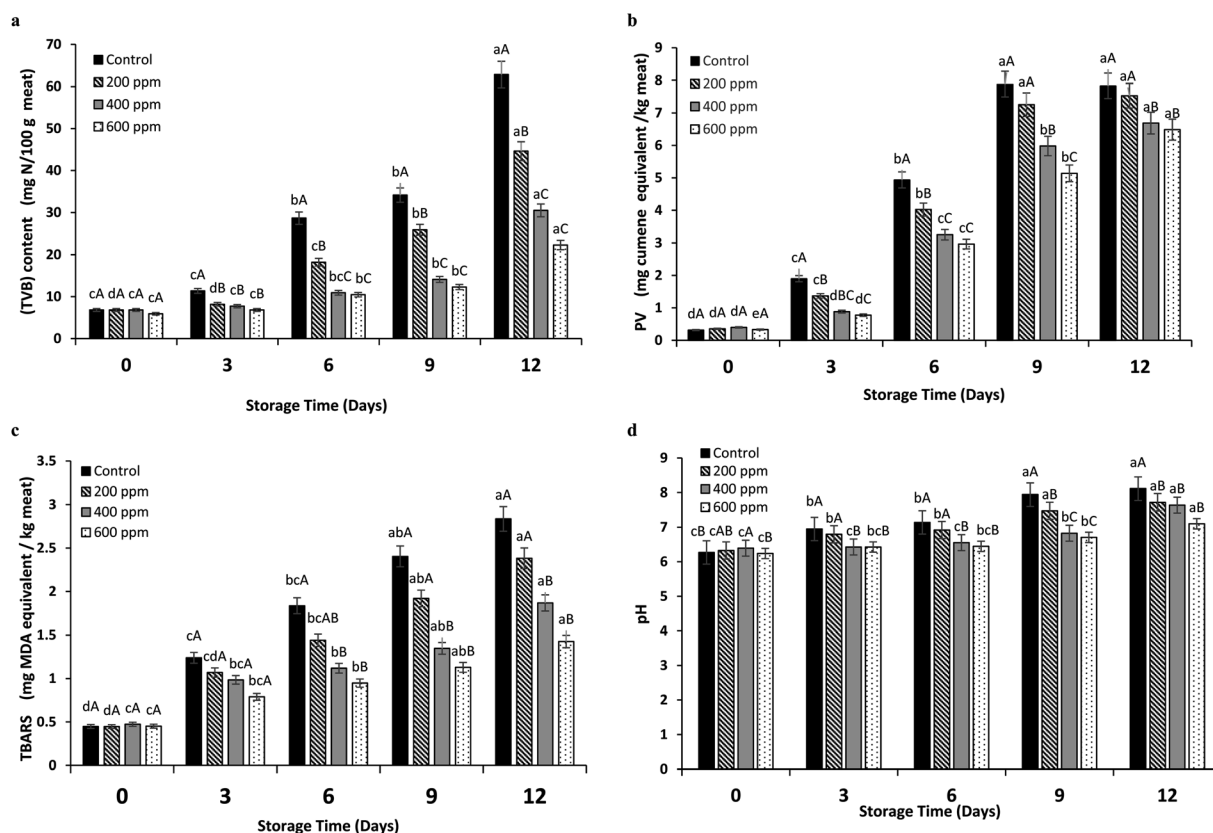 a
(TVB) content (mg N/100 g meat)
70
60
50
40
30
20
10
0
Control
200 ppm
400 ppm
600 ppm
cA dA cA cA
cA dB cB cB
bA cB bcC bC
bA bB bC bC
aA aB aC aC
0 3 6 9 12
Storage Time (Days)
b
PV (mg cumene equivalent /kg meat)
9
8
7
6
5
4
3
2
1
0
Control
200 ppm
400 ppm
600 ppm
dA dA dA eA
cA cB dBC dC
bA bB cC cC
aA aA bB bC
aA aA aB aB
0 3 6 9 12
Storage Time (Days)
c
TBARS (mg MDA equivalent / kg meat)
3.5
3
2.5
2
1.5
1
0.5
0
Control
200 ppm
400 ppm
600 ppm
dA dA cA cA
cA cdA bcA bcA
bcA bcAB bB bB
abA abA abB abB
aA aA aB aB
0 3 6 9 12
Storage Time (Days)
d
pH
9
8
7
6
5
4
3
2
1
0
Control
200 ppm
400 ppm
600 ppm
cB cAB cA cB
bA bA cB bcB
bA bA cB bcB
aA aB bC bC
aA aB aB aB
0 3 6 9 12
Storage Time (Days)